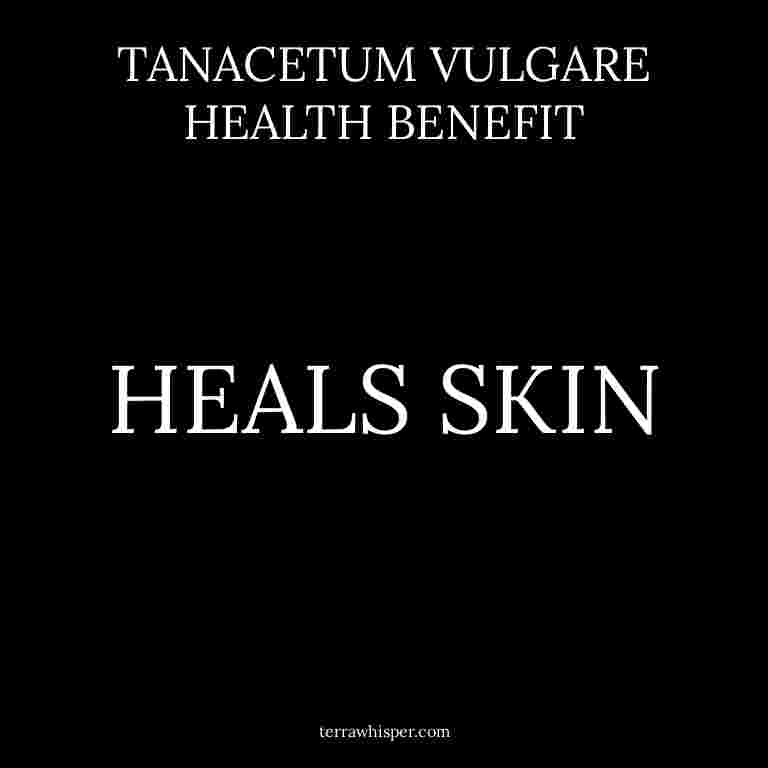 TANACETUM VULGARE
HEALTH BENEFIT
HEALS SKIN
terrawhisper.com